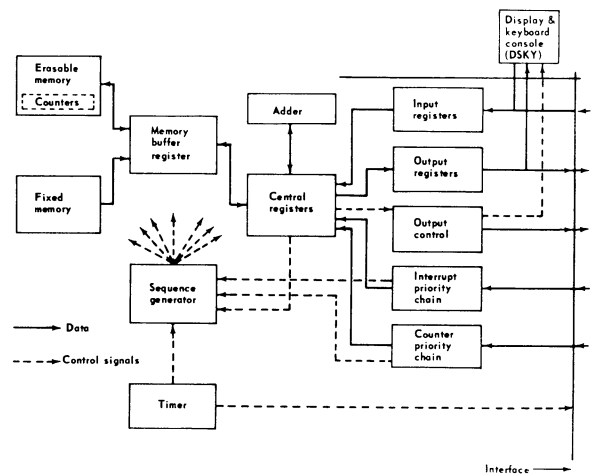 Display &
keyboard
console
(DSKY)
Erasable
memory
Counters
Adder
Input
registers
Memory
buffer
register
Output
registers
Fixed
memory
Central
registers
Output
control
Sequence
generator
Interrupt
priority
chain
Data
Counter
priority
chain
Control signals
Timer
Interface